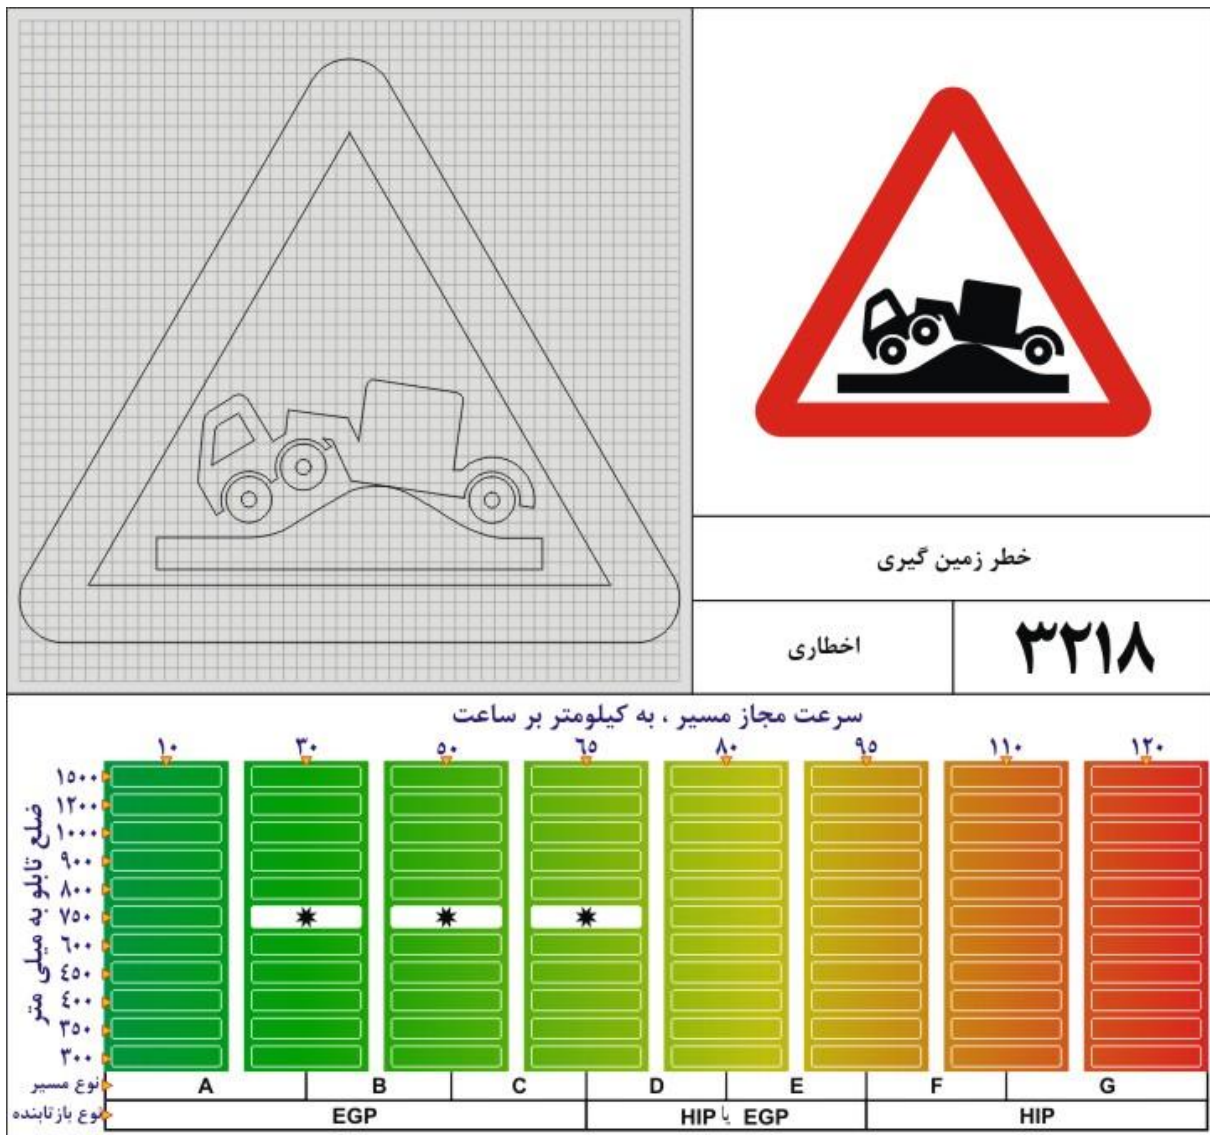 خطر زمین گیری
اخطاری
۳۲۱۸
سرعت مجاز مسیر ، به کیلومتر بر ساعت
۱۰ ۳۰ ۵۰ ۶۵ ۸۰ ۹۵ ۱۱۰ ۱۲۰
ضلع تابلو به میلی متر
۱۵۰۰
۱۲۰۰
۱۰۰۰
۹۰۰
۸۰۰
۷۵۰
۶۰۰
٤۵۰
٤۰۰
۳۵۰
۳۰۰
نوع مسیر A B C D E F G
نوع بازتابنده EGP HIP یا EGP HIP